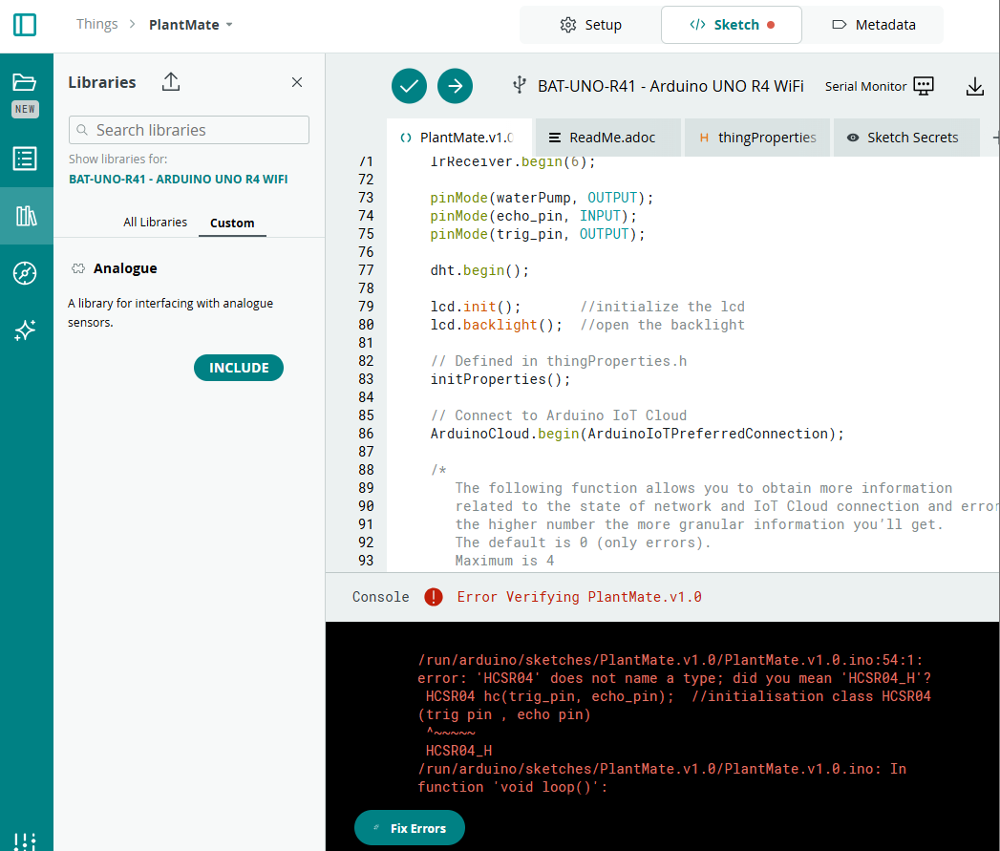 Things > PlantMate
Setup
</> Sketch
Metadata
NEW
Libraries
Search libraries
Show libraries for:
BAT-UNO-R41 - ARDUINO UNO R4 WIFI
All Libraries
Custom
Analogue
A library for interfacing with analogue
sensors.
INCLUDE
BAT-UNO-R41 - Arduino UNO R4 WiFi
Serial Monitor
PlantMate.v1.0
ReadMe.adoc
H thingProperties
Sketch Secrets
71 IrReceiver.begin(6);
72
73 pinMode(waterPump, OUTPUT);
74 pinMode(echo_pin, INPUT);
75 pinMode(trig_pin, OUTPUT);
76
77 dht.begin();
78
79 lcd.init(); //initialize the lcd
80 lcd.backlight(); //open the backlight
81
82 // Defined in thingProperties.h
83 initProperties();
84
85 // Connect to Arduino IoT Cloud
86 ArduinoCloud.begin(ArduinoIoTPreferredConnection);
87
88 /*
89 The following function allows you to obtain more information
90 related to the state of network and IoT Cloud connection and error
91 the higher number the more granular information you'll get.
92 The default is 0 (only errors).
93 Maximum is 4
Console
Error Verifying PlantMate.v1.0
/run/arduino/sketches/PlantMate.v1.0/PlantMate.v1.0.ino:54:1:
error: 'HCSR04' does not name a type; did you mean 'HCSR04_H'?
HCSR04 hc(trig_pin, echo_pin); //initialisation class HCSR04
(trig pin , echo pin)
^~~~~~
HCSR04_H
/run/arduino/sketches/PlantMate.v1.0/PlantMate.v1.0.ino: In
function 'void loop()':
Fix Errors